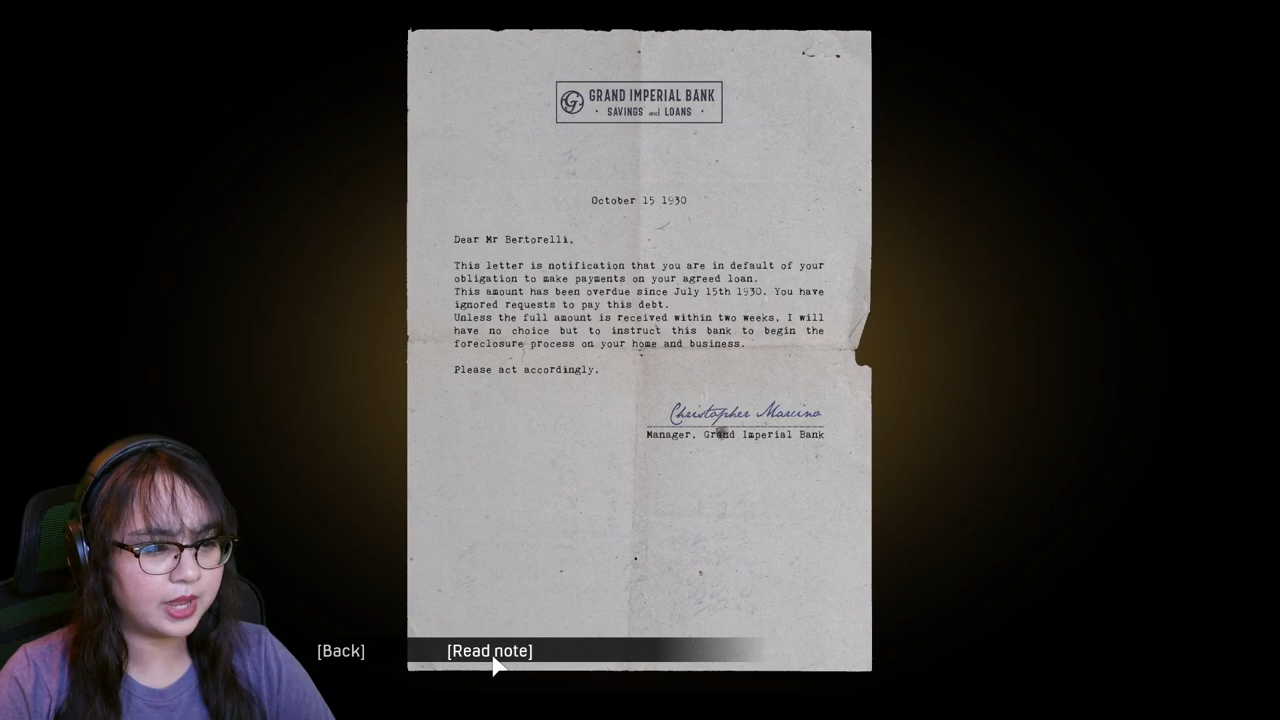 GRAND IMPERIAL BANK
· SAVINGS and LOANS ·
October 15 1930
Dear Mr Bertorelli,
This letter is notification that you are in default of your
obligation to make payments on your agreed loan.
This amount has been overdue since July 15th 1930. You have
ignored requests to pay this debt.
Unless the full amount is received within two weeks, I will
have no choice but to instruct this bank to begin the
foreclosure process on your home and business.
Please act accordingly.
Christopher Marcino
Manager, Grand Imperial Bank
[Back] [Read note]